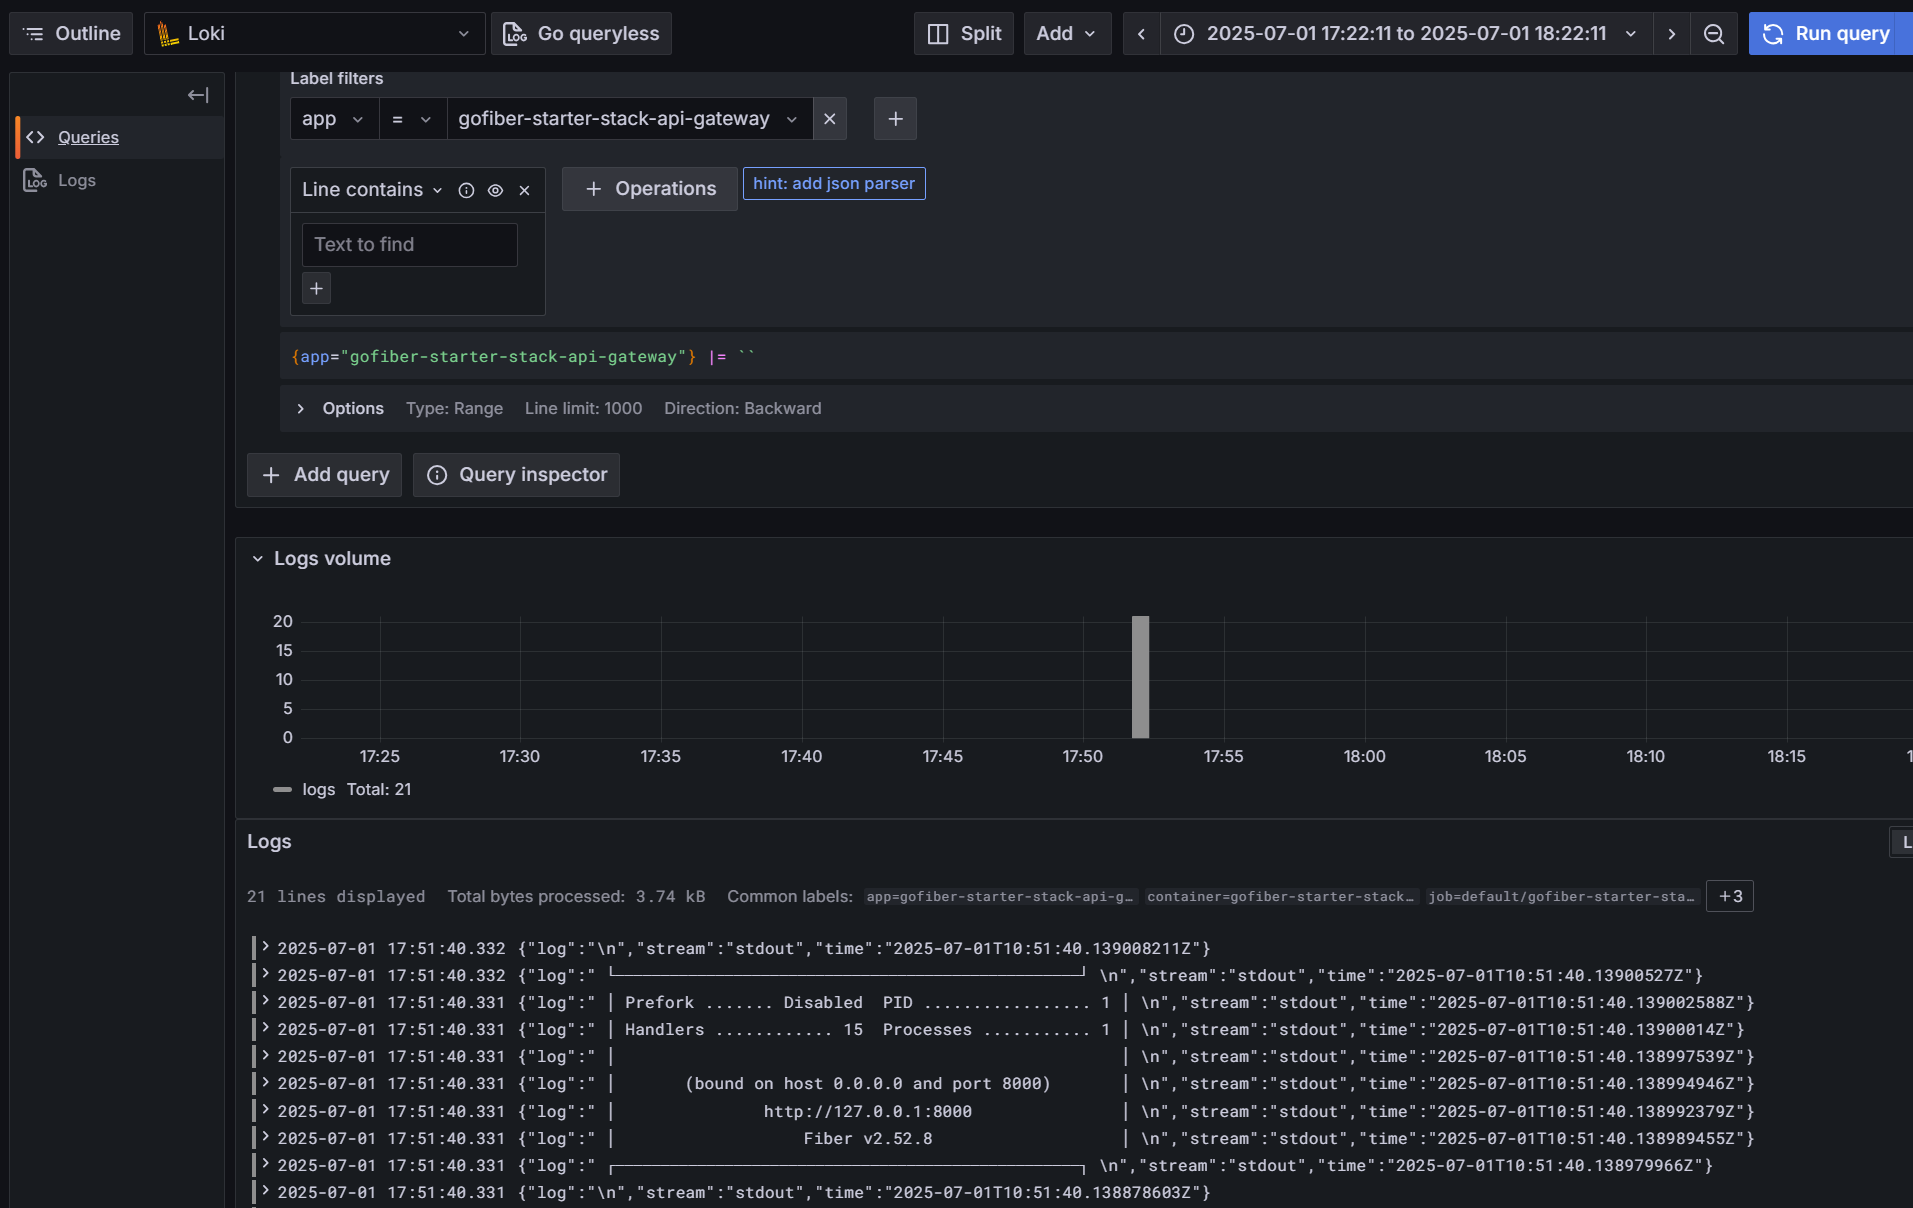 Outline
Loki
Go queryless
Split
Add
2025-07-01 17:22:11 to 2025-07-01 18:22:11
Run query
Queries
Logs
Label filters
app = gofiber-starter-stack-api-gateway
Line contains
Operations
hint: add json parser
Text to find
{app="gofiber-starter-stack-api-gateway"} |= ``
Options Type: Range Line limit: 1000 Direction: Backward
Add query
Query inspector
Logs volume
20
15
10
5
0
17:25 17:30 17:35 17:40 17:45 17:50 17:55 18:00 18:05 18:10 18:15 1
logs Total: 21
Logs
L
21 lines displayed Total bytes processed: 3.74 kB Common labels: app=gofiber-starter-stack-api-g… container=gofiber-starter-stack… job=default/gofiber-starter-sta… +3
2025-07-01 17:51:40.332 {"log":"\n","stream":"stdout","time":"2025-07-01T10:51:40.139008211Z"}
2025-07-01 17:51:40.332 {"log":" └───────────────────────────────────────────────┘ \n","stream":"stdout","time":"2025-07-01T10:51:40.13900527Z"}
2025-07-01 17:51:40.331 {"log":" │ Prefork ....... Disabled  PID ................. 1 │ \n","stream":"stdout","time":"2025-07-01T10:51:40.139002588Z"}
2025-07-01 17:51:40.331 {"log":" │ Handlers ............ 15  Processes ........... 1 │ \n","stream":"stdout","time":"2025-07-01T10:51:40.13900014Z"}
2025-07-01 17:51:40.331 {"log":" │                                                   │ \n","stream":"stdout","time":"2025-07-01T10:51:40.138997539Z"}
2025-07-01 17:51:40.331 {"log":" │       (bound on host 0.0.0.0 and port 8000)       │ \n","stream":"stdout","time":"2025-07-01T10:51:40.138994946Z"}
2025-07-01 17:51:40.331 {"log":" │               http://127.0.0.1:8000               │ \n","stream":"stdout","time":"2025-07-01T10:51:40.138992379Z"}
2025-07-01 17:51:40.331 {"log":" │                   Fiber v2.52.8                   │ \n","stream":"stdout","time":"2025-07-01T10:51:40.138989455Z"}
2025-07-01 17:51:40.331 {"log":" ┌───────────────────────────────────────────────┐ \n","stream":"stdout","time":"2025-07-01T10:51:40.138979966Z"}
2025-07-01 17:51:40.331 {"log":"\n","stream":"stdout","time":"2025-07-01T10:51:40.138878603Z"}